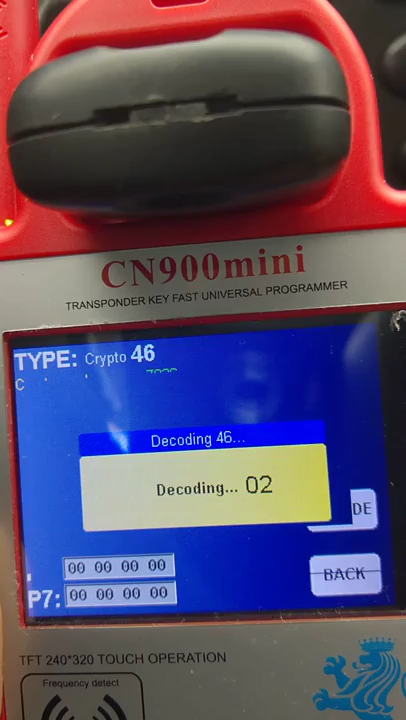 CN900mini
TRANSPONDER KEY FAST UNIVERSAL PROGRAMMER
TYPE: Crypto 46
C
Decoding 46...
Decoding... 02
DE
00 00 00 00
BACK
P7: 00 00 00 00
TFT 240*320 TOUCH OPERATION
Frequency detect